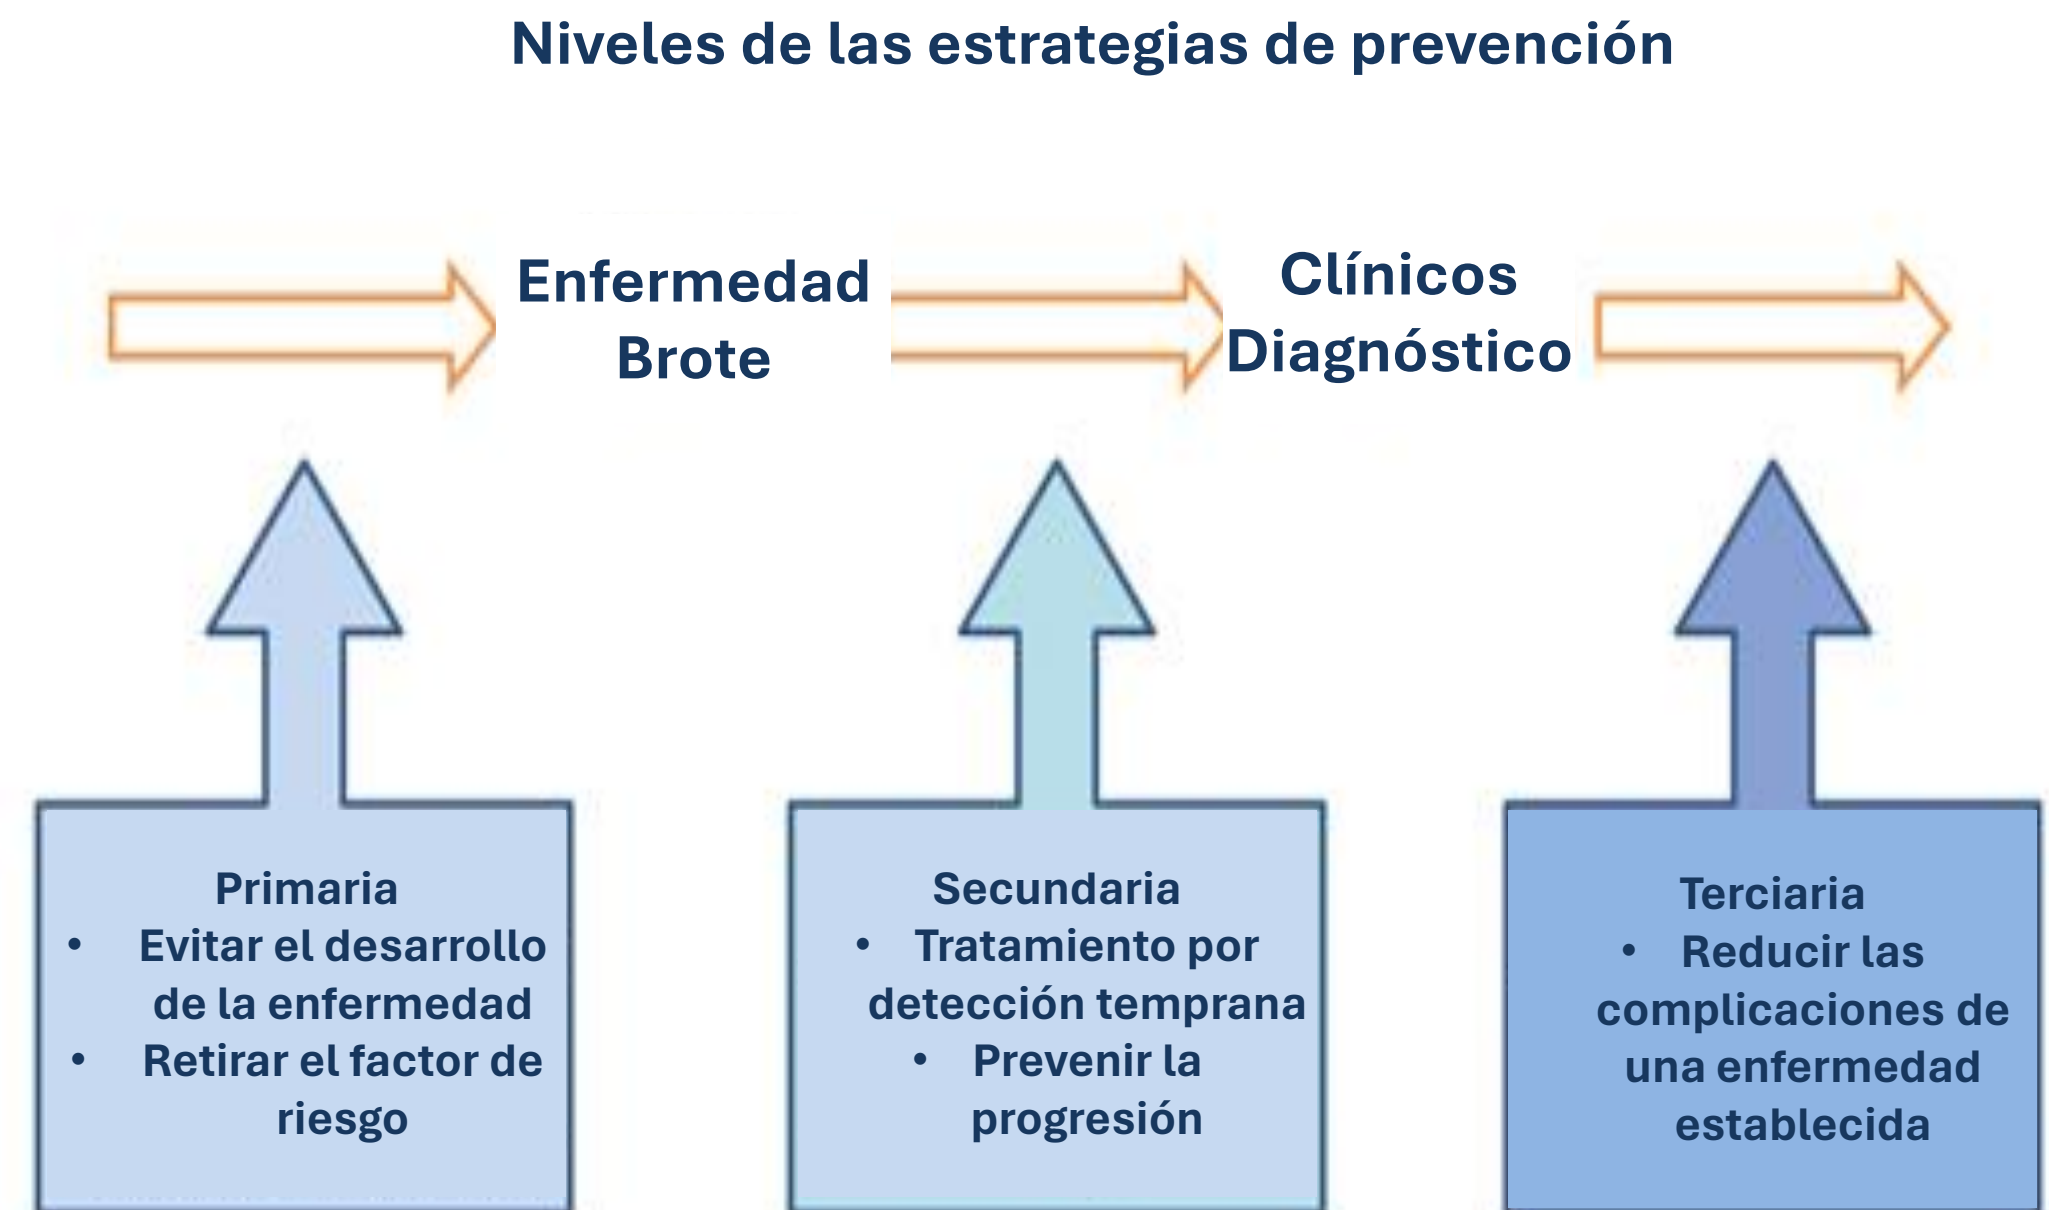 Niveles de las estrategias de prevención
Enfermedad
Brote
Clínicos
Diagnóstico
Primaria
• Evitar el desarrollo
de la enfermedad
• Retirar el factor de
riesgo
Secundaria
• Tratamiento por
detección temprana
• Prevenir la
progresión
Terciaria
• Reducir las
complicaciones de
una enfermedad
establecida